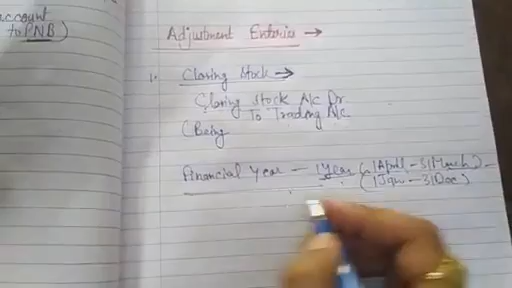 account
to PNB)
Adjustment Enteries →
1. Closing Stock →
Closing Stock A/c Dr
To Trading A/c
(Being
Financial Year - 1 Year (1 April - 31 March) -
(1 Jan - 31 Dec)